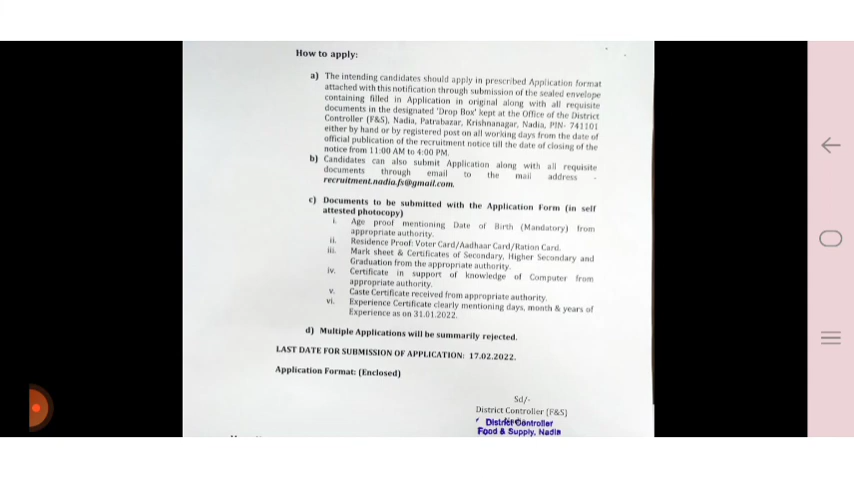 How to apply:
a) The intending candidates should apply in prescribed Application format
attached with this notification through submission of the sealed envelope
containing filled in Application in original along with all requisite
documents in the designated 'Drop Box' kept at the Office of the District
Controller (F&S), Nadia, Patrabazar, Krishnanagar, Nadia, PIN- 741101
either by hand or by registered post on all working days from the date of
official publication of the recruitment notice till the date of closing of the
notice from 11:00 AM to 4:00 PM.
b) Candidates can also submit Application along with all requisite
documents through email to the mail address -
recruitment.nadia.fs@gmail.com.
c) Documents to be submitted with the Application Form (in self
attested photocopy)
i. Age proof mentioning Date of Birth (Mandatory) from
appropriate authority.
ii. Residence Proof: Voter Card/Aadhaar Card/Ration Card.
iii. Mark sheet & Certificates of Secondary, Higher Secondary and
Graduation from the appropriate authority.
iv. Certificate in support of knowledge of Computer from
appropriate authority.
v. Caste Certificate received from appropriate authority.
vi. Experience Certificate clearly mentioning days, month & years of
Experience as on 31.01.2022.
d) Multiple Applications will be summarily rejected.
LAST DATE FOR SUBMISSION OF APPLICATION: 17.02.2022.
Application Format: (Enclosed)
Sd/-
District Controller (F&S)
District Controller
Food & Supply, Nadia